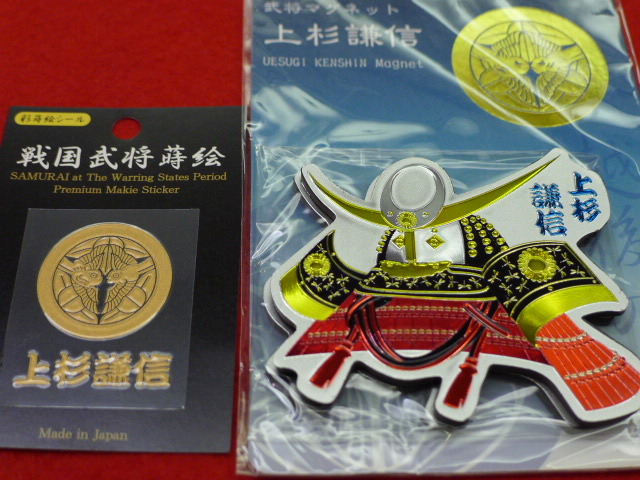 彩蒔絵シール
戦国武将蒔絵
SAMURAI at The Warring States Period
Premium Makie Sticker
上杉謙信
Made in Japan
武将マグネット
上杉謙信
UESUGI KENSHIN Magnet
上杉
謙信